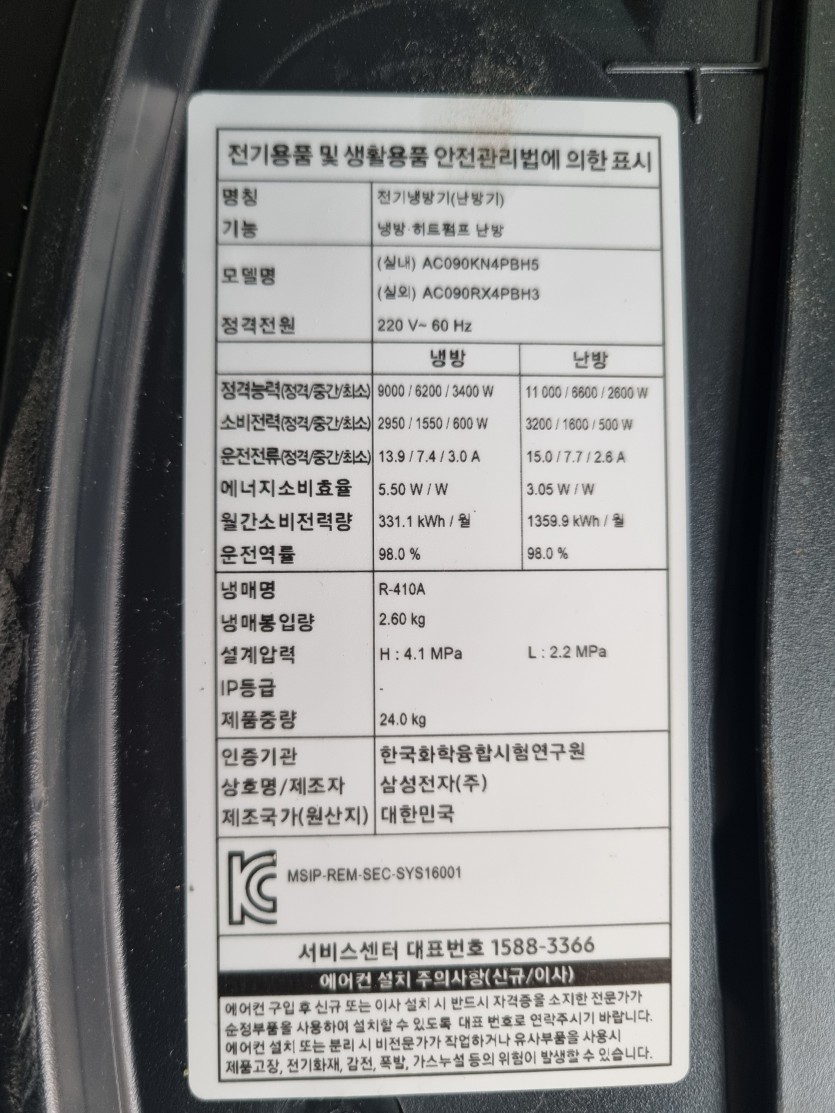 전기용품 및 생활용품 안전관리법에 의한 표시
명칭 전기냉방기(난방기)
기능 냉방·히트펌프 난방
모델명 (실내) AC090KN4PBH5
(실외) AC090RX4PBH3
정격전원 220 V~ 60 Hz
냉방 난방
정격능력(정격/중간/최소) 9000 / 6200 / 3400 W 11 000 / 6600 / 2600 W
소비전력(정격/중간/최소) 2950 / 1550 / 600 W 3200 / 1600 / 500 W
운전전류(정격/중간/최소) 13.9 / 7.4 / 3.0 A 15.0 / 7.7 / 2.6 A
에너지소비효율 5.50 W / W 3.05 W / W
월간소비전력량 331.1 kWh / 월 1359.9 kWh / 월
운전역률 98.0 % 98.0 %
냉매명 R-410A
냉매봉입량 2.60 kg
설계압력 H : 4.1 MPa L : 2.2 MPa
IP등급 -
제품중량 24.0 kg
인증기관 한국화학융합시험연구원
상호명/제조자 삼성전자(주)
제조국가(원산지) 대한민국
MSIP-REM-SEC-SYS16001
서비스센터 대표번호 1588-3366
에어컨 설치 주의사항(신규/이사)
에어컨 구입 후 신규 또는 이사 설치 시 반드시 자격증을 소지한 전문가가
순정부품을 사용하여 설치할 수 있도록 대표 번호로 연락주시기 바랍니다.
에어컨 설치 또는 분리 시 비전문가가 작업하거나 유사부품을 사용시
제품고장, 전기화재, 감전, 폭발, 가스누설 등의 위험이 발생할 수 있습니다.